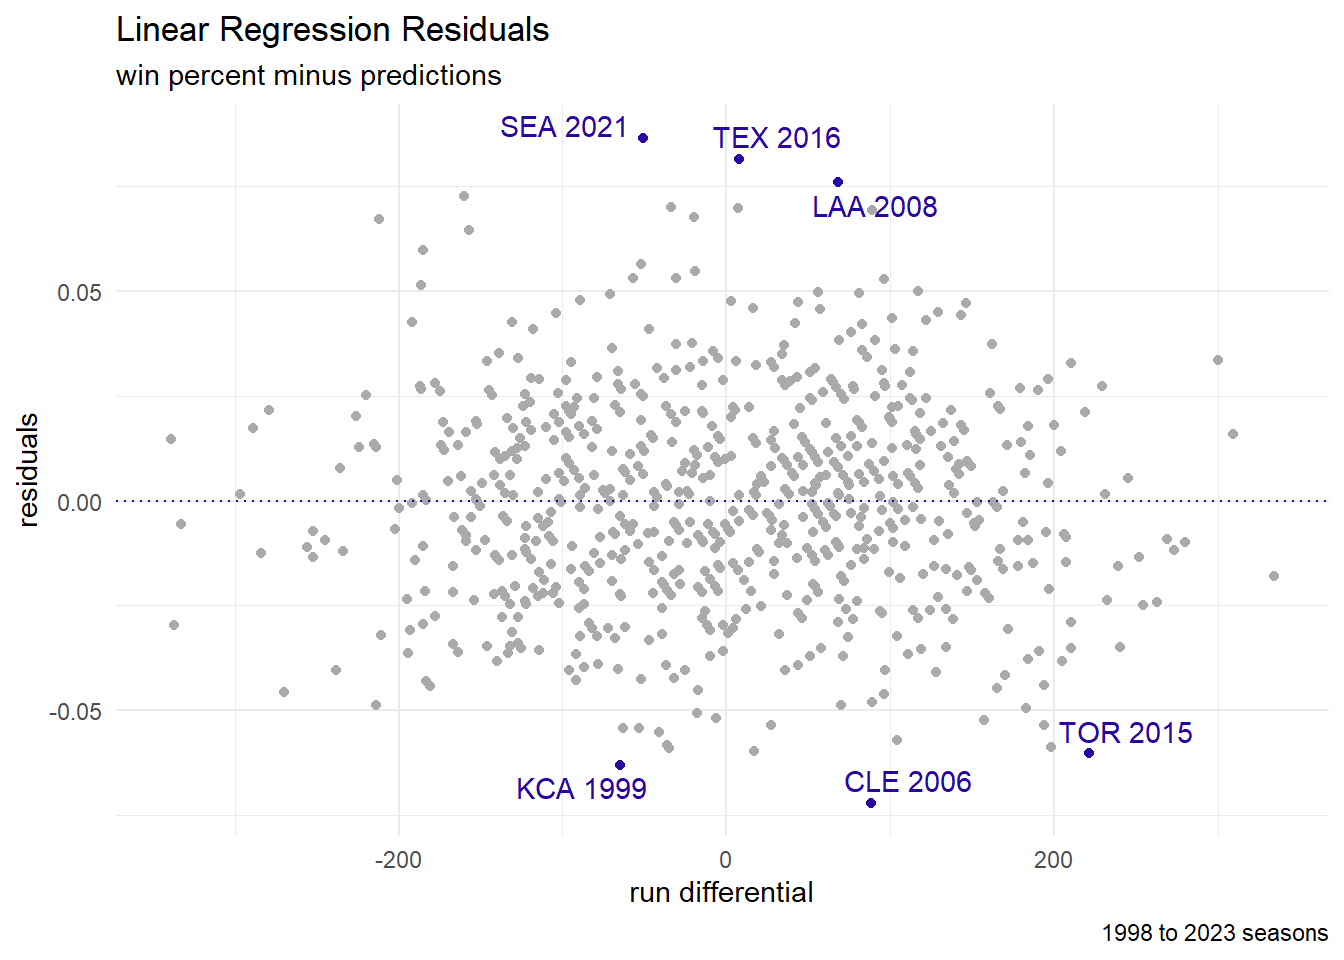 Linear Regression Residuals
win percent minus predictions
SEA 2021
TEX 2016
LAA 2008
0.05
0.00
-0.05
residuals
TOR 2015
CLE 2006
KCA 1999
-200
0
200
run differential
1998 to 2023 seasons